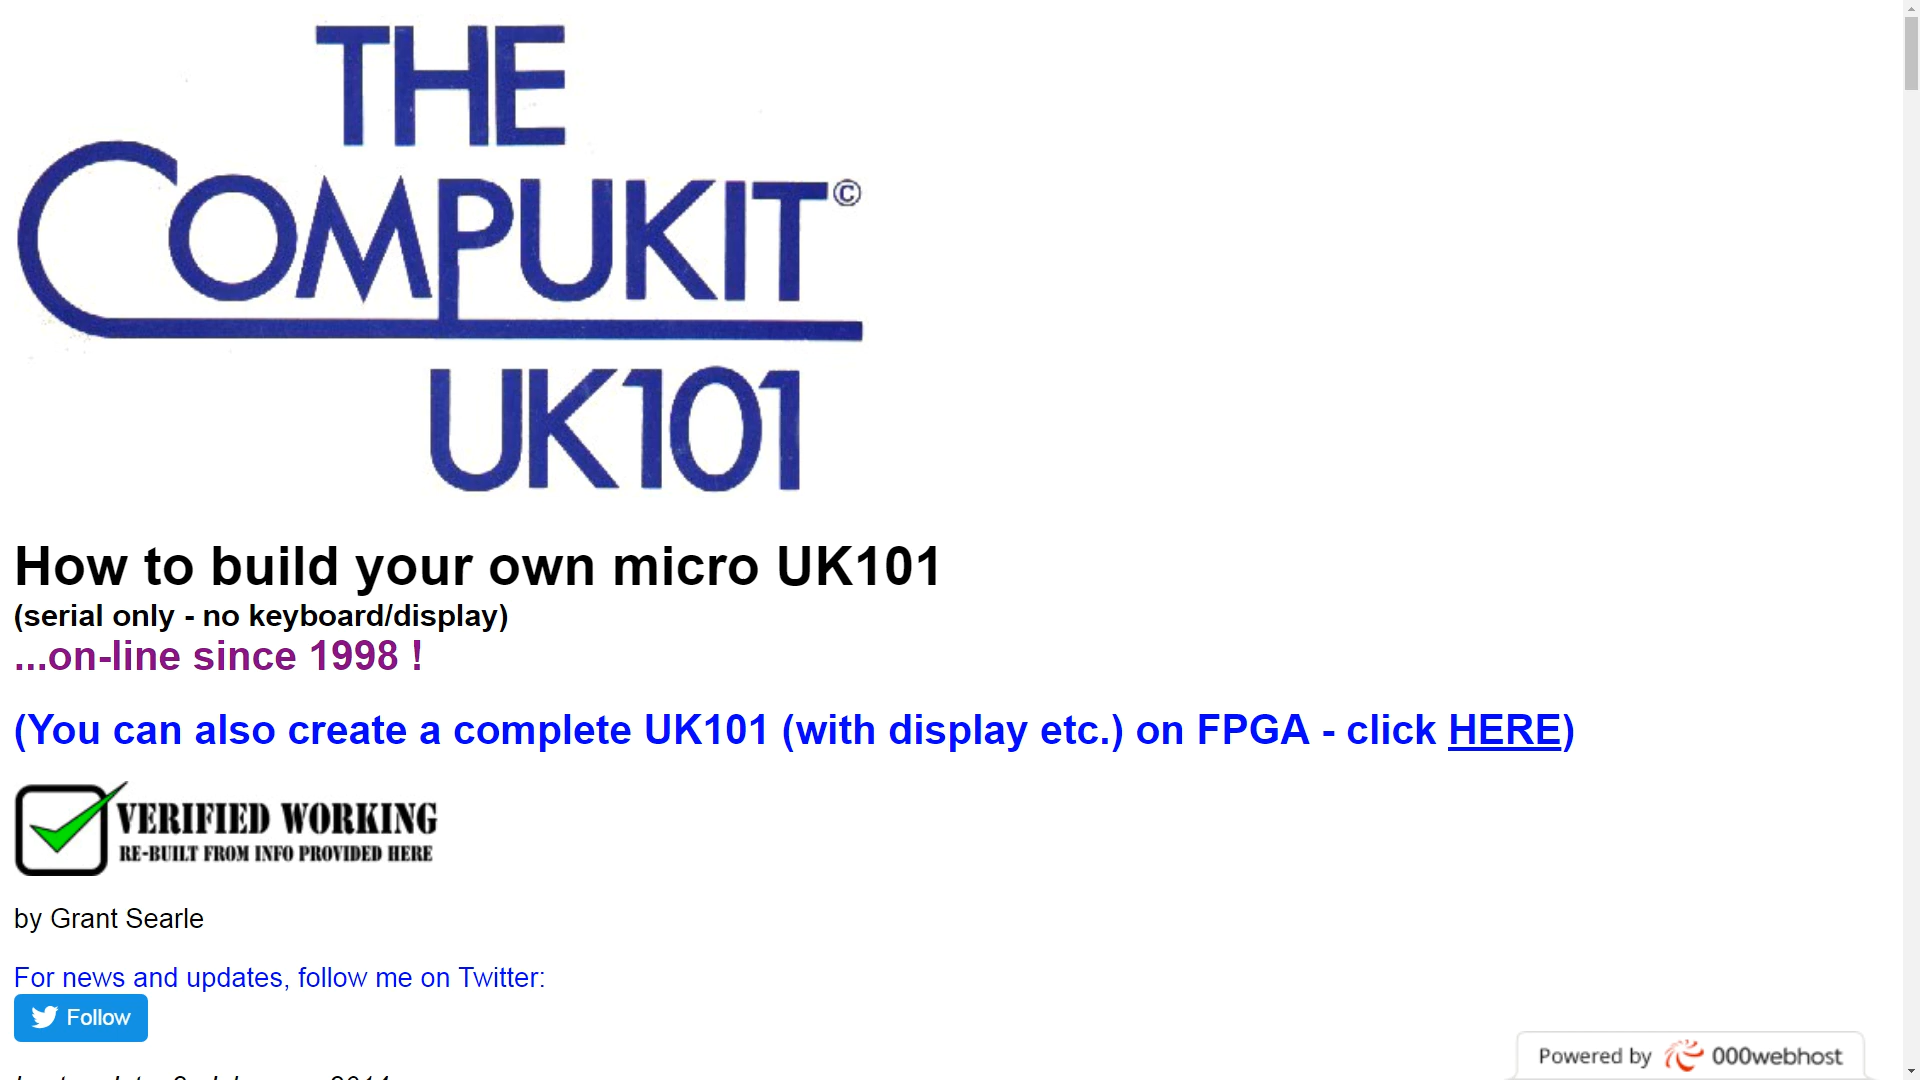 THE
COMPUKIT©
UK101
How to build your own micro UK101
(serial only - no keyboard/display)
...on-line since 1998 !
(You can also create a complete UK101 (with display etc.) on FPGA - click HERE)
VERIFIED WORKING
RE-BUILT FROM INFO PROVIDED HERE
by Grant Searle
For news and updates, follow me on Twitter:
Follow
Powered by 000webhost